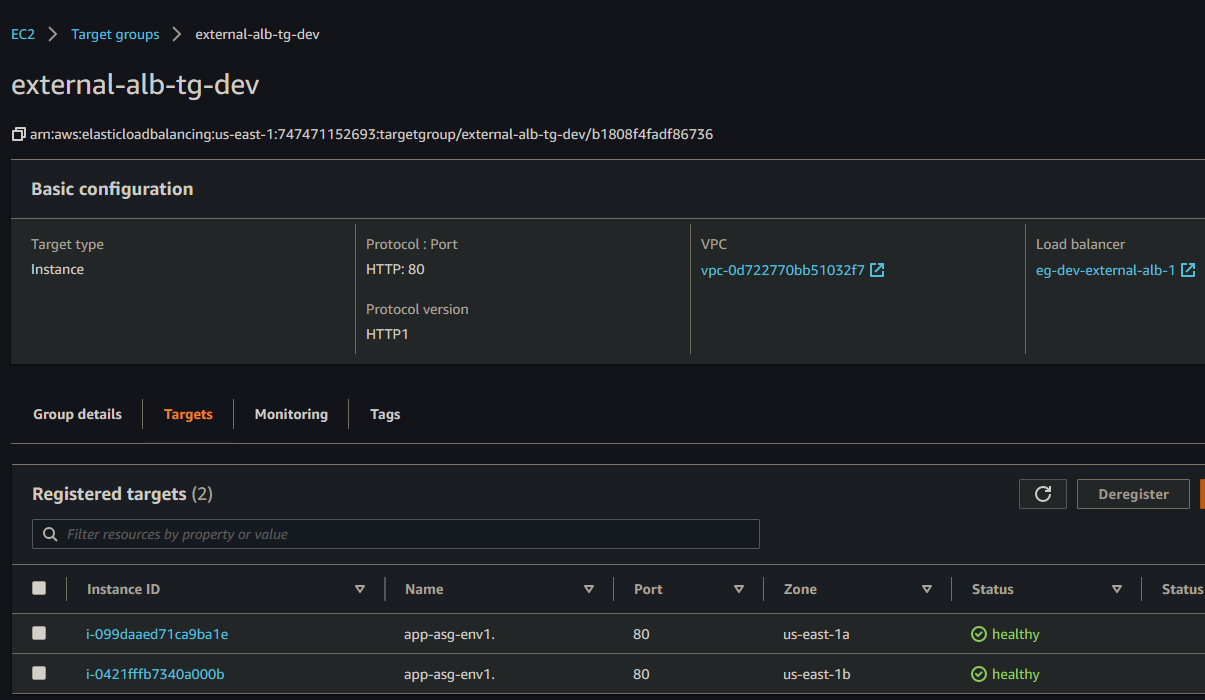 EC2 > Target groups > external-alb-tg-dev
external-alb-tg-dev
arn:aws:elasticloadbalancing:us-east-1:747471152693:targetgroup/external-alb-tg-dev/b1808f4fadf86736
Basic configuration
Target type
Instance
Protocol : Port
HTTP: 80
Protocol version
HTTP1
VPC
vpc-0d722770bb51032f7
Load balancer
eg-dev-external-alb-1
Group details Targets Monitoring Tags
Registered targets (2)
Deregister
Filter resources by property or value
Instance ID Name Port Zone Status Status
i-099daaed71ca9ba1e app-asg-env1. 80 us-east-1a healthy
i-0421fffb7340a000b app-asg-env1. 80 us-east-1b healthy